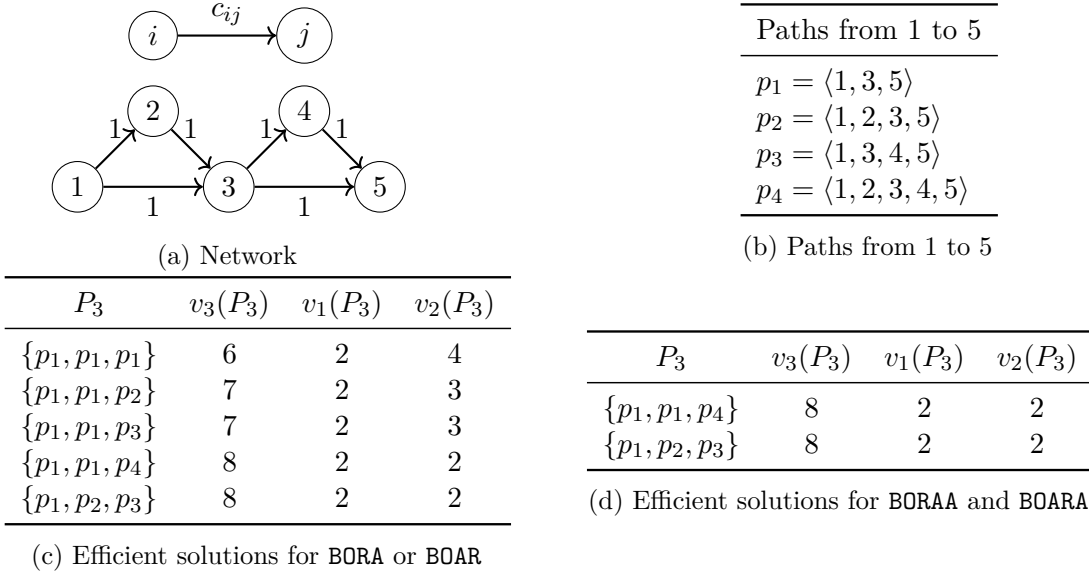 i c_{ij} j
2 4
1 1 1 1
1 3 5
1 1
(a) Network
Paths from 1 to 5
p_1 = ⟨1, 3, 5⟩
p_2 = ⟨1, 2, 3, 5⟩
p_3 = ⟨1, 3, 4, 5⟩
p_4 = ⟨1, 2, 3, 4, 5⟩
(b) Paths from 1 to 5
P_3 v_3(P_3) v_1(P_3) v_2(P_3)
{p_1, p_1, p_1} 6 2 4
{p_1, p_1, p_2} 7 2 3
{p_1, p_1, p_3} 7 2 3
{p_1, p_1, p_4} 8 2 2
{p_1, p_2, p_3} 8 2 2
(c) Efficient solutions for BORA or BOAR
P_3 v_3(P_3) v_1(P_3) v_2(P_3)
{p_1, p_1, p_4} 8 2 2
{p_1, p_2, p_3} 8 2 2
(d) Efficient solutions for BORAA and BOARA